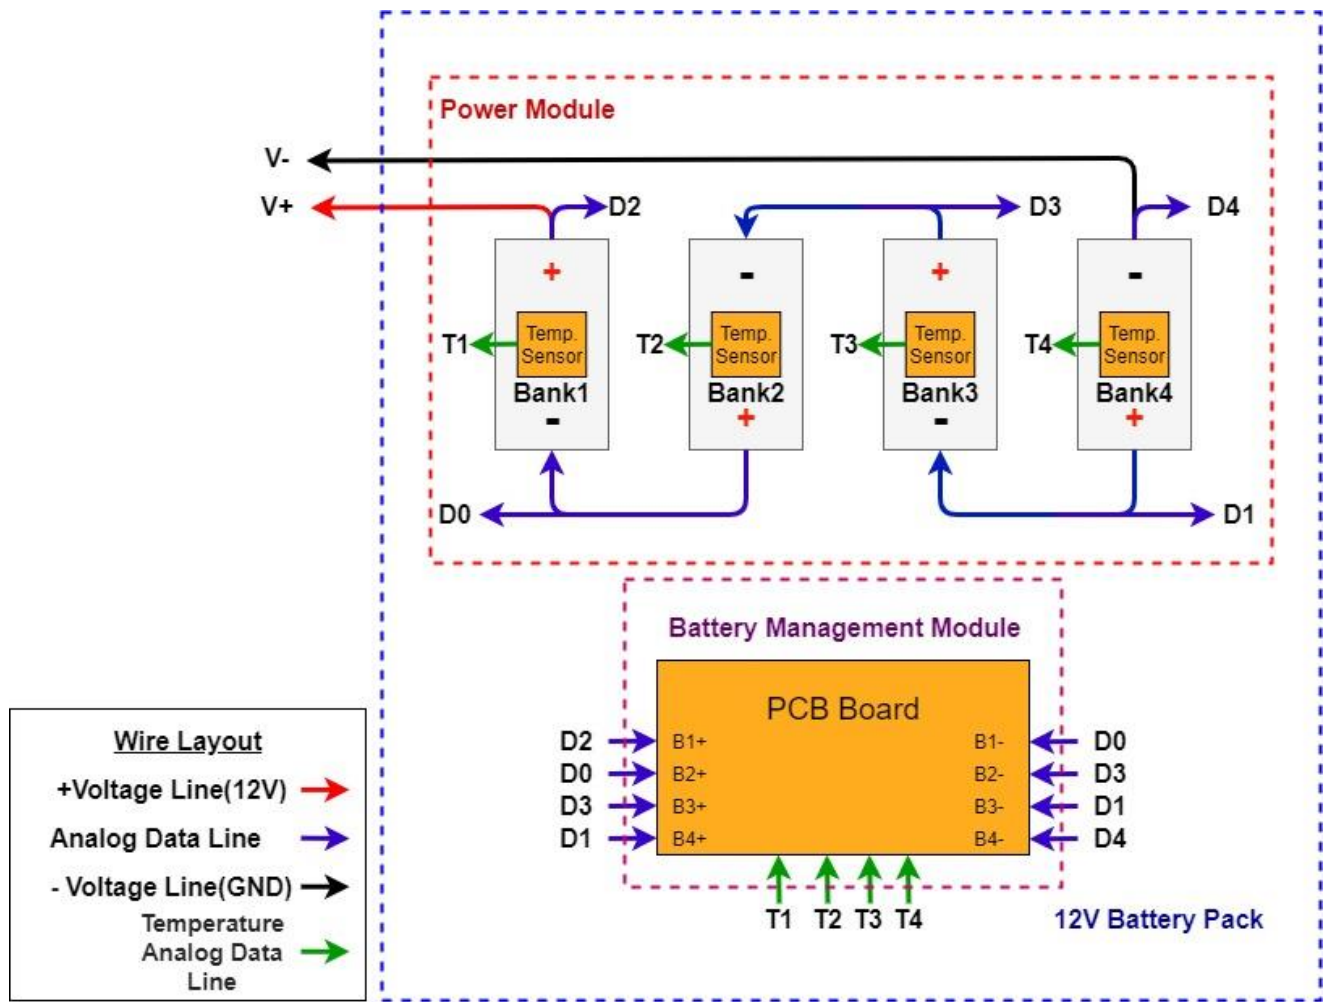 Power Module
V-
V+
D2
D3
D4
+
-
+
-
T1
Temp.
Sensor
T2
Temp.
Sensor
T3
Temp.
Sensor
T4
Temp.
Sensor
Bank1
Bank2
Bank3
Bank4
-
+
-
+
D0
D1
Battery Management Module
PCB Board
D2
B1+
B1-
D0
D0
B2+
B2-
D3
D3
B3+
B3-
D1
D1
B4+
B4-
D4
T1
T2
T3
T4
12V Battery Pack
Wire Layout
+Voltage Line(12V)
Analog Data Line
- Voltage Line(GND)
Temperature
Analog Data
Line